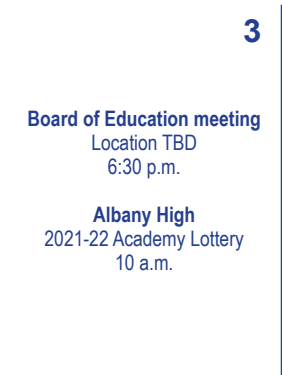 3
Board of Education meeting
Location TBD
6:30 p.m.
Albany High
2021-22 Academy Lottery
10 a.m.